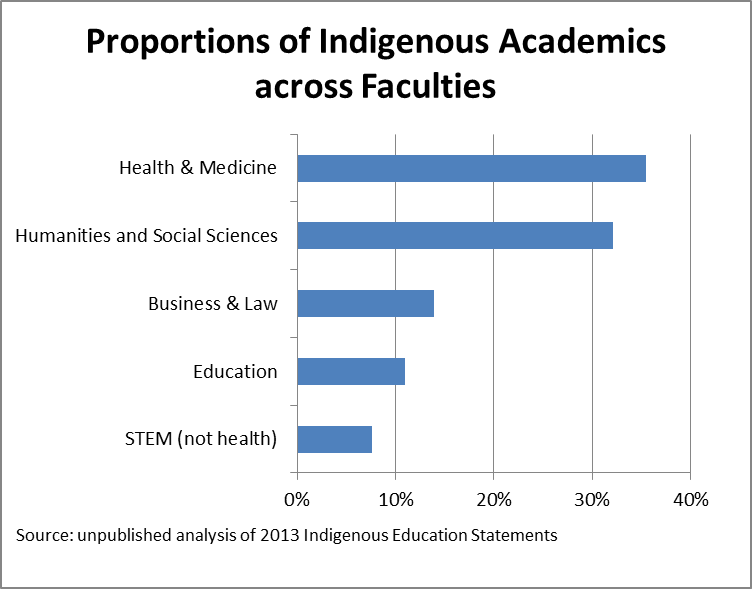 Proportions of Indigenous Academics
across Faculties
Health & Medicine
Humanities and Social Sciences
Business & Law
Education
STEM (not health)
0% 10% 20% 30% 40%
Source: unpublished analysis of 2013 Indigenous Education Statements